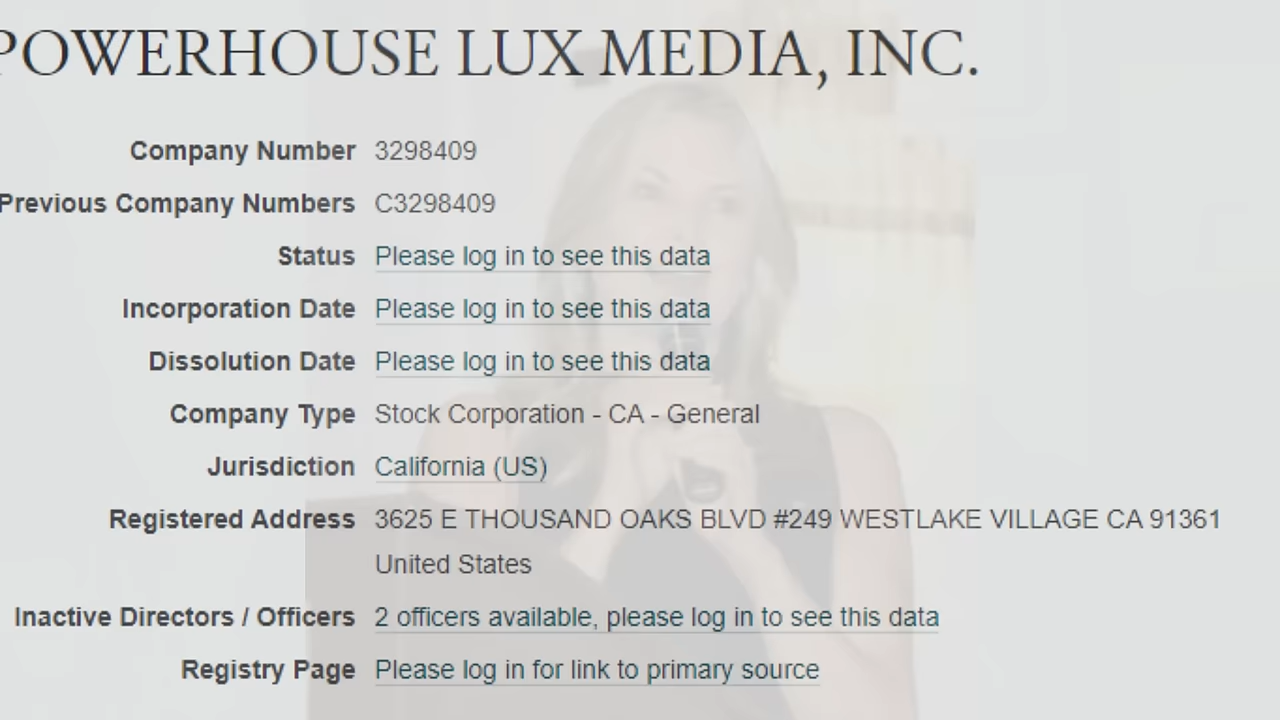 POWERHOUSE LUX MEDIA, INC.
Company Number 3298409
Previous Company Numbers C3298409
Status Please log in to see this data
Incorporation Date Please log in to see this data
Dissolution Date Please log in to see this data
Company Type Stock Corporation - CA - General
Jurisdiction California (US)
Registered Address 3625 E THOUSAND OAKS BLVD #249 WESTLAKE VILLAGE CA 91361
United States
Inactive Directors / Officers 2 officers available, please log in to see this data
Registry Page Please log in for link to primary source